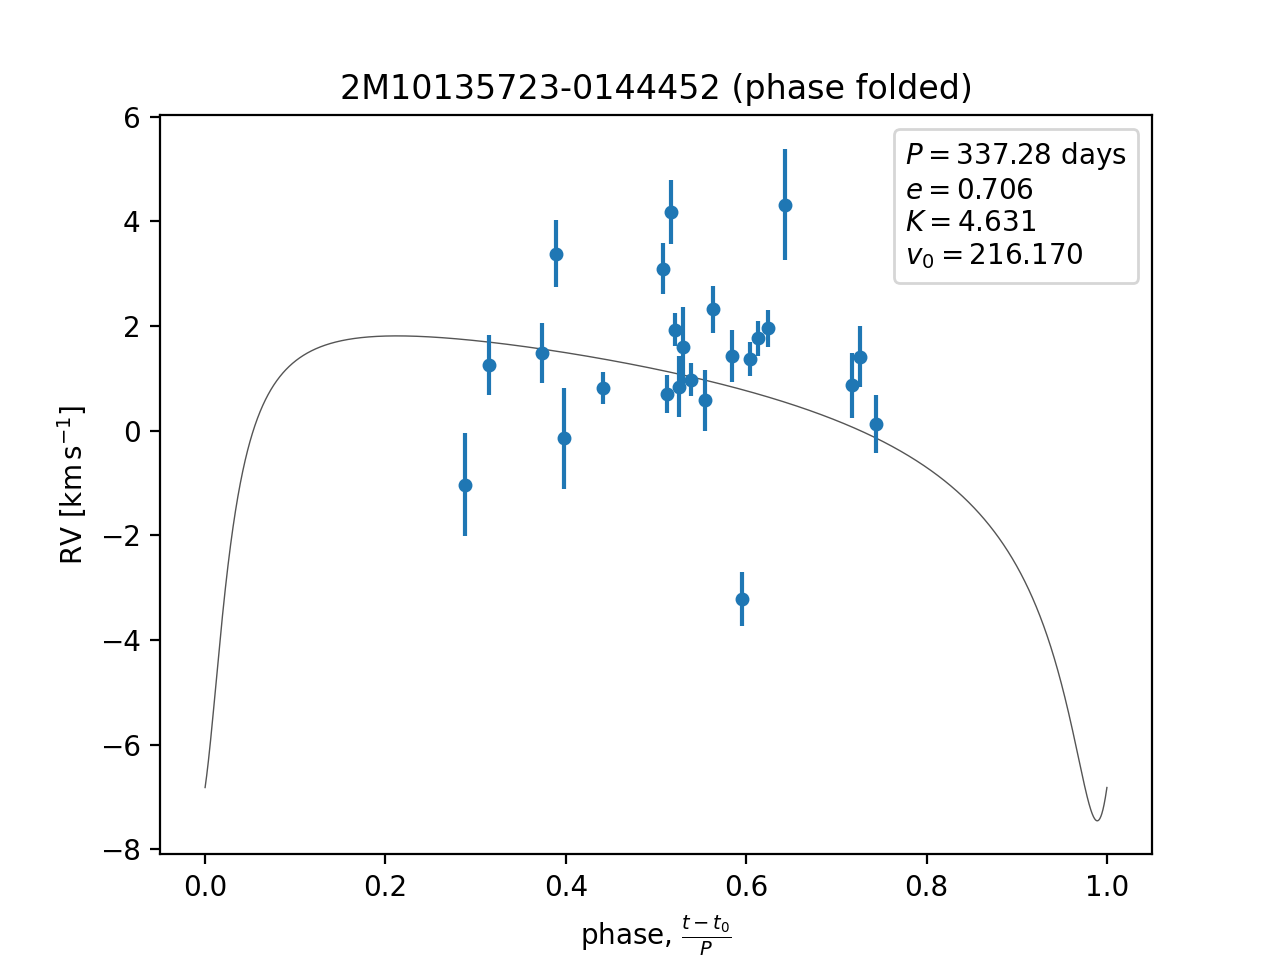 2M10135723-0144452 (phase folded)
P = 337.28 days
e = 0.706
K = 4.631
v₀ = 216.170
6
4
2
0
−2
−4
−6
−8
RV [km s⁻¹]
0.0 0.2 0.4 0.6 0.8 1.0
phase, (t − t₀)/P